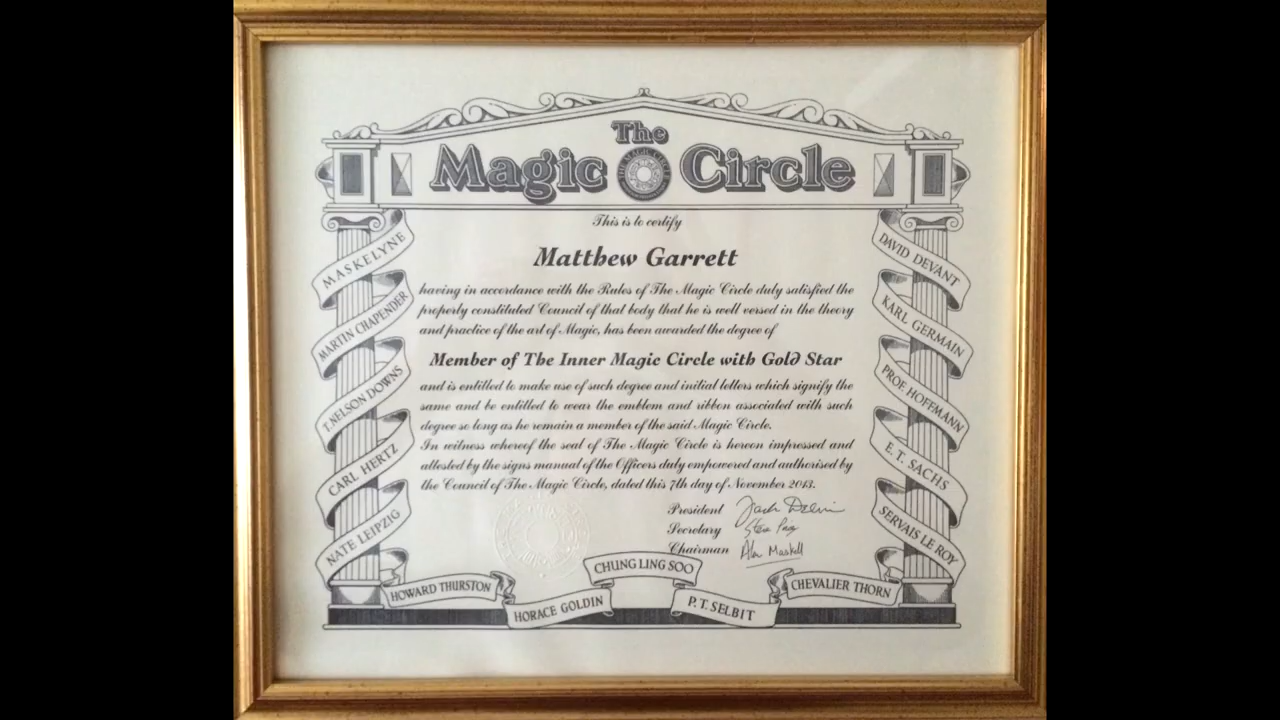 The
Magic Circle
THE MAGIC CIRCLE
This is to certify
Matthew Garrett
having in accordance with the Rules of The Magic Circle duly satisfied the
properly constituted Council of that body that he is well versed in the theory
and practice of the art of Magic, has been awarded the degree of
Member of The Inner Magic Circle with Gold Star
and is entitled to make use of such degree and initial letters which signify the
same and be entitled to wear the emblem and ribbon associated with such
degree so long as he remain a member of the said Magic Circle.
In witness whereof the seal of The Magic Circle is hereon impressed and
attested by the signs manual of the Officers duly empowered and authorised by
the Council of The Magic Circle, dated this 7th day of November 2013.
President Jack Delvin
Secretary
Chairman Alan Maskell
MASKELYNE
MARTIN CHAPENDER
T. NELSON DOWNS
CARL HERTZ
NATE LEIPZIG
HOWARD THURSTON
HORACE GOLDIN
CHUNG LING SOO
P.T. SELBIT
CHEVALIER THORN
DAVID DEVANT
KARL GERMAIN
PROF HOFFMANN
E.T. SACHS
SERVAIS LE ROY